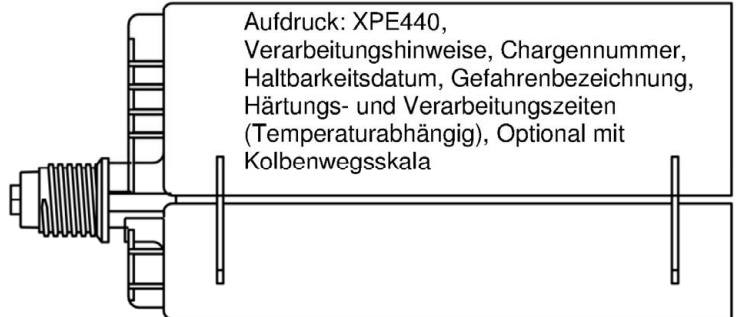 Aufdruck: XPE440,
Verarbeitungshinweise, Chargennummer,
Haltbarkeitsdatum, Gefahrenbezeichnung,
Härtungs- und Verarbeitungszeiten
(Temperaturabhängig), Optional mit
Kolbenwegsskala